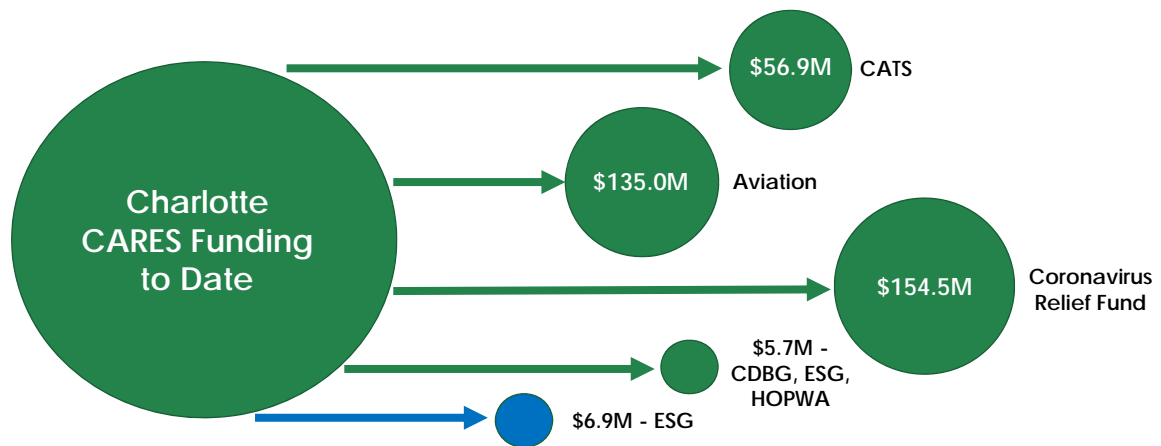 $56.9M
CATS
$135.0M
Aviation
Charlotte
CARES Funding
to Date
$154.5M
Coronavirus
Relief Fund
$5.7M -
CDBG, ESG,
HOPWA
$6.9M - ESG